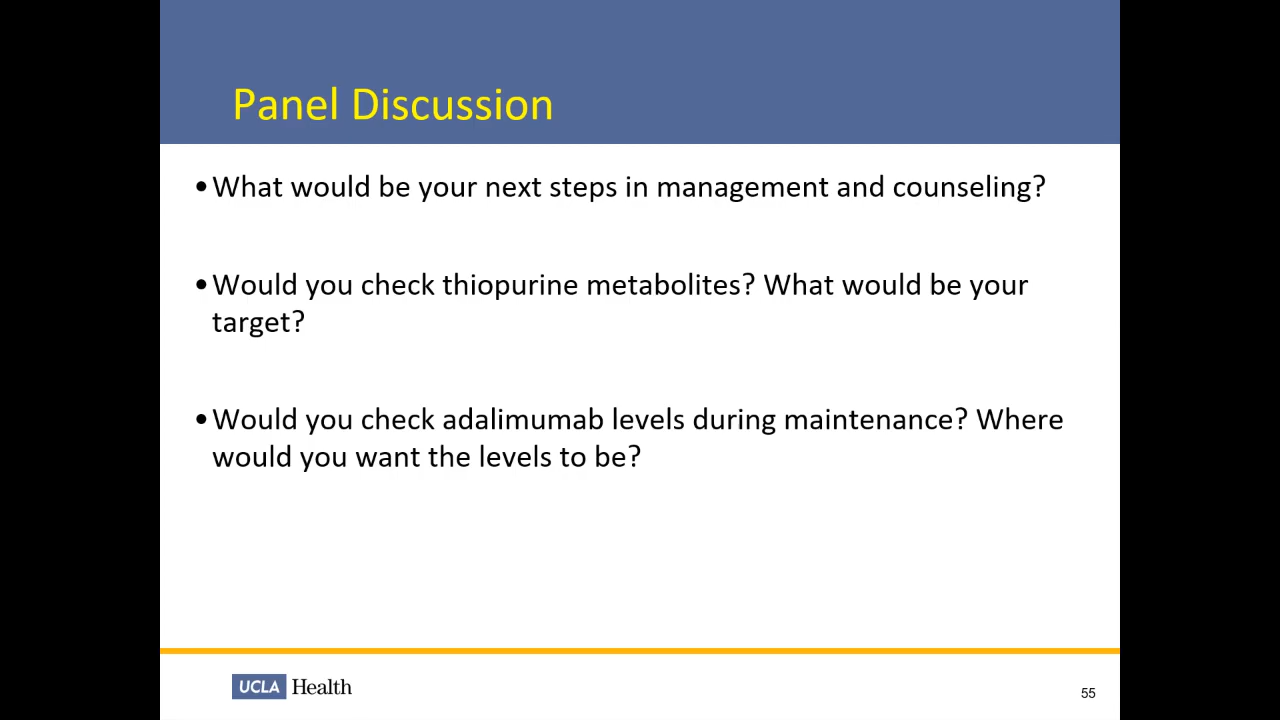 Panel Discussion
•What would be your next steps in management and counseling?
•Would you check thiopurine metabolites? What would be your
target?
•Would you check adalimumab levels during maintenance? Where
would you want the levels to be?
UCLA Health
55